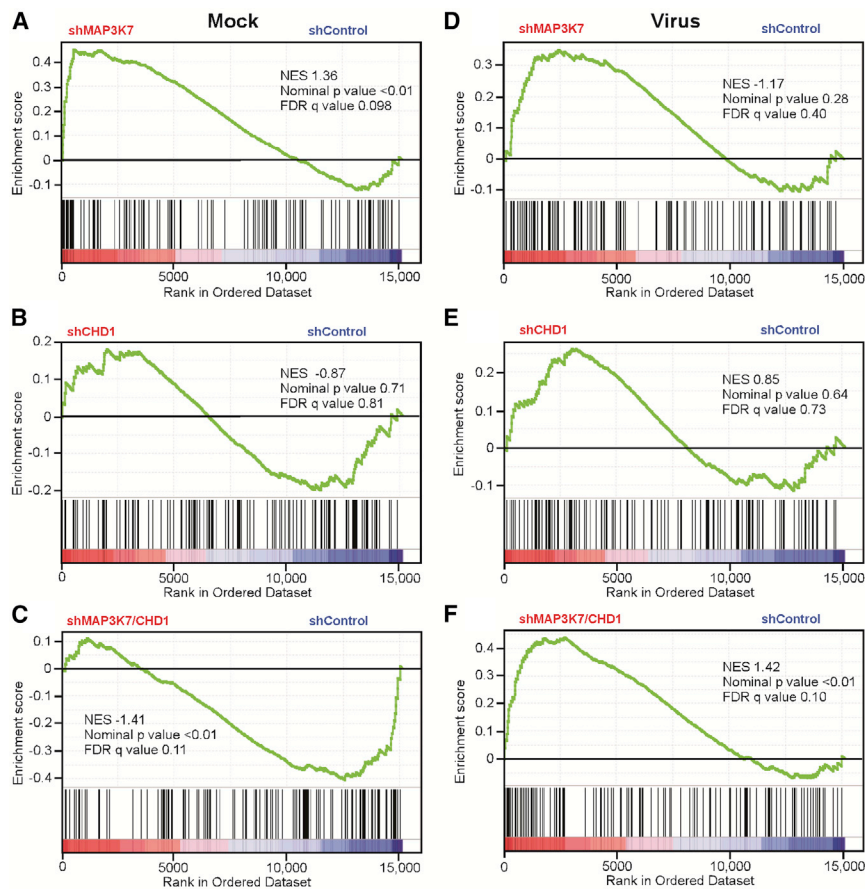 Mock
Virus
A
shMAP3K7
shControl
Enrichment score
0.5
0.4
0.3
0.2
0.1
0
-0.1
NES 1.36
Nominal p value <0.01
FDR q value 0.098
0
5000
10,000
15,000
Rank in Ordered Dataset
D
shMAP3K7
shControl
Enrichment score
0.3
0.2
0.1
0
-0.1
NES -1.17
Nominal p value 0.28
FDR q value 0.40
0
5000
10,000
15,000
Rank in Ordered Dataset
B
shCHD1
shControl
Enrichment score
0.2
0.1
0
-0.1
-0.2
NES -0.87
Nominal p value 0.71
FDR q value 0.81
0
5000
10,000
15,000
Rank in Ordered Dataset
E
shCHD1
shControl
Enrichment score
0.2
0.1
0
-0.1
NES 0.85
Nominal p value 0.64
FDR q value 0.73
0
5000
10,000
15,000
Rank in Ordered Dataset
C
shMAP3K7/CHD1
shControl
Enrichment score
0.1
0
-0.1
-0.2
-0.3
-0.4
NES -1.41
Nominal p value <0.01
FDR q value 0.11
0
5000
10,000
15,000
Rank in Ordered Dataset
F
shMAP3K7/CHD1
shControl
Enrichment score
0.4
0.3
0.2
0.1
0
NES 1.42
Nominal p value <0.01
FDR q value 0.10
0
5000
10,000
15,000
Rank in Ordered Dataset